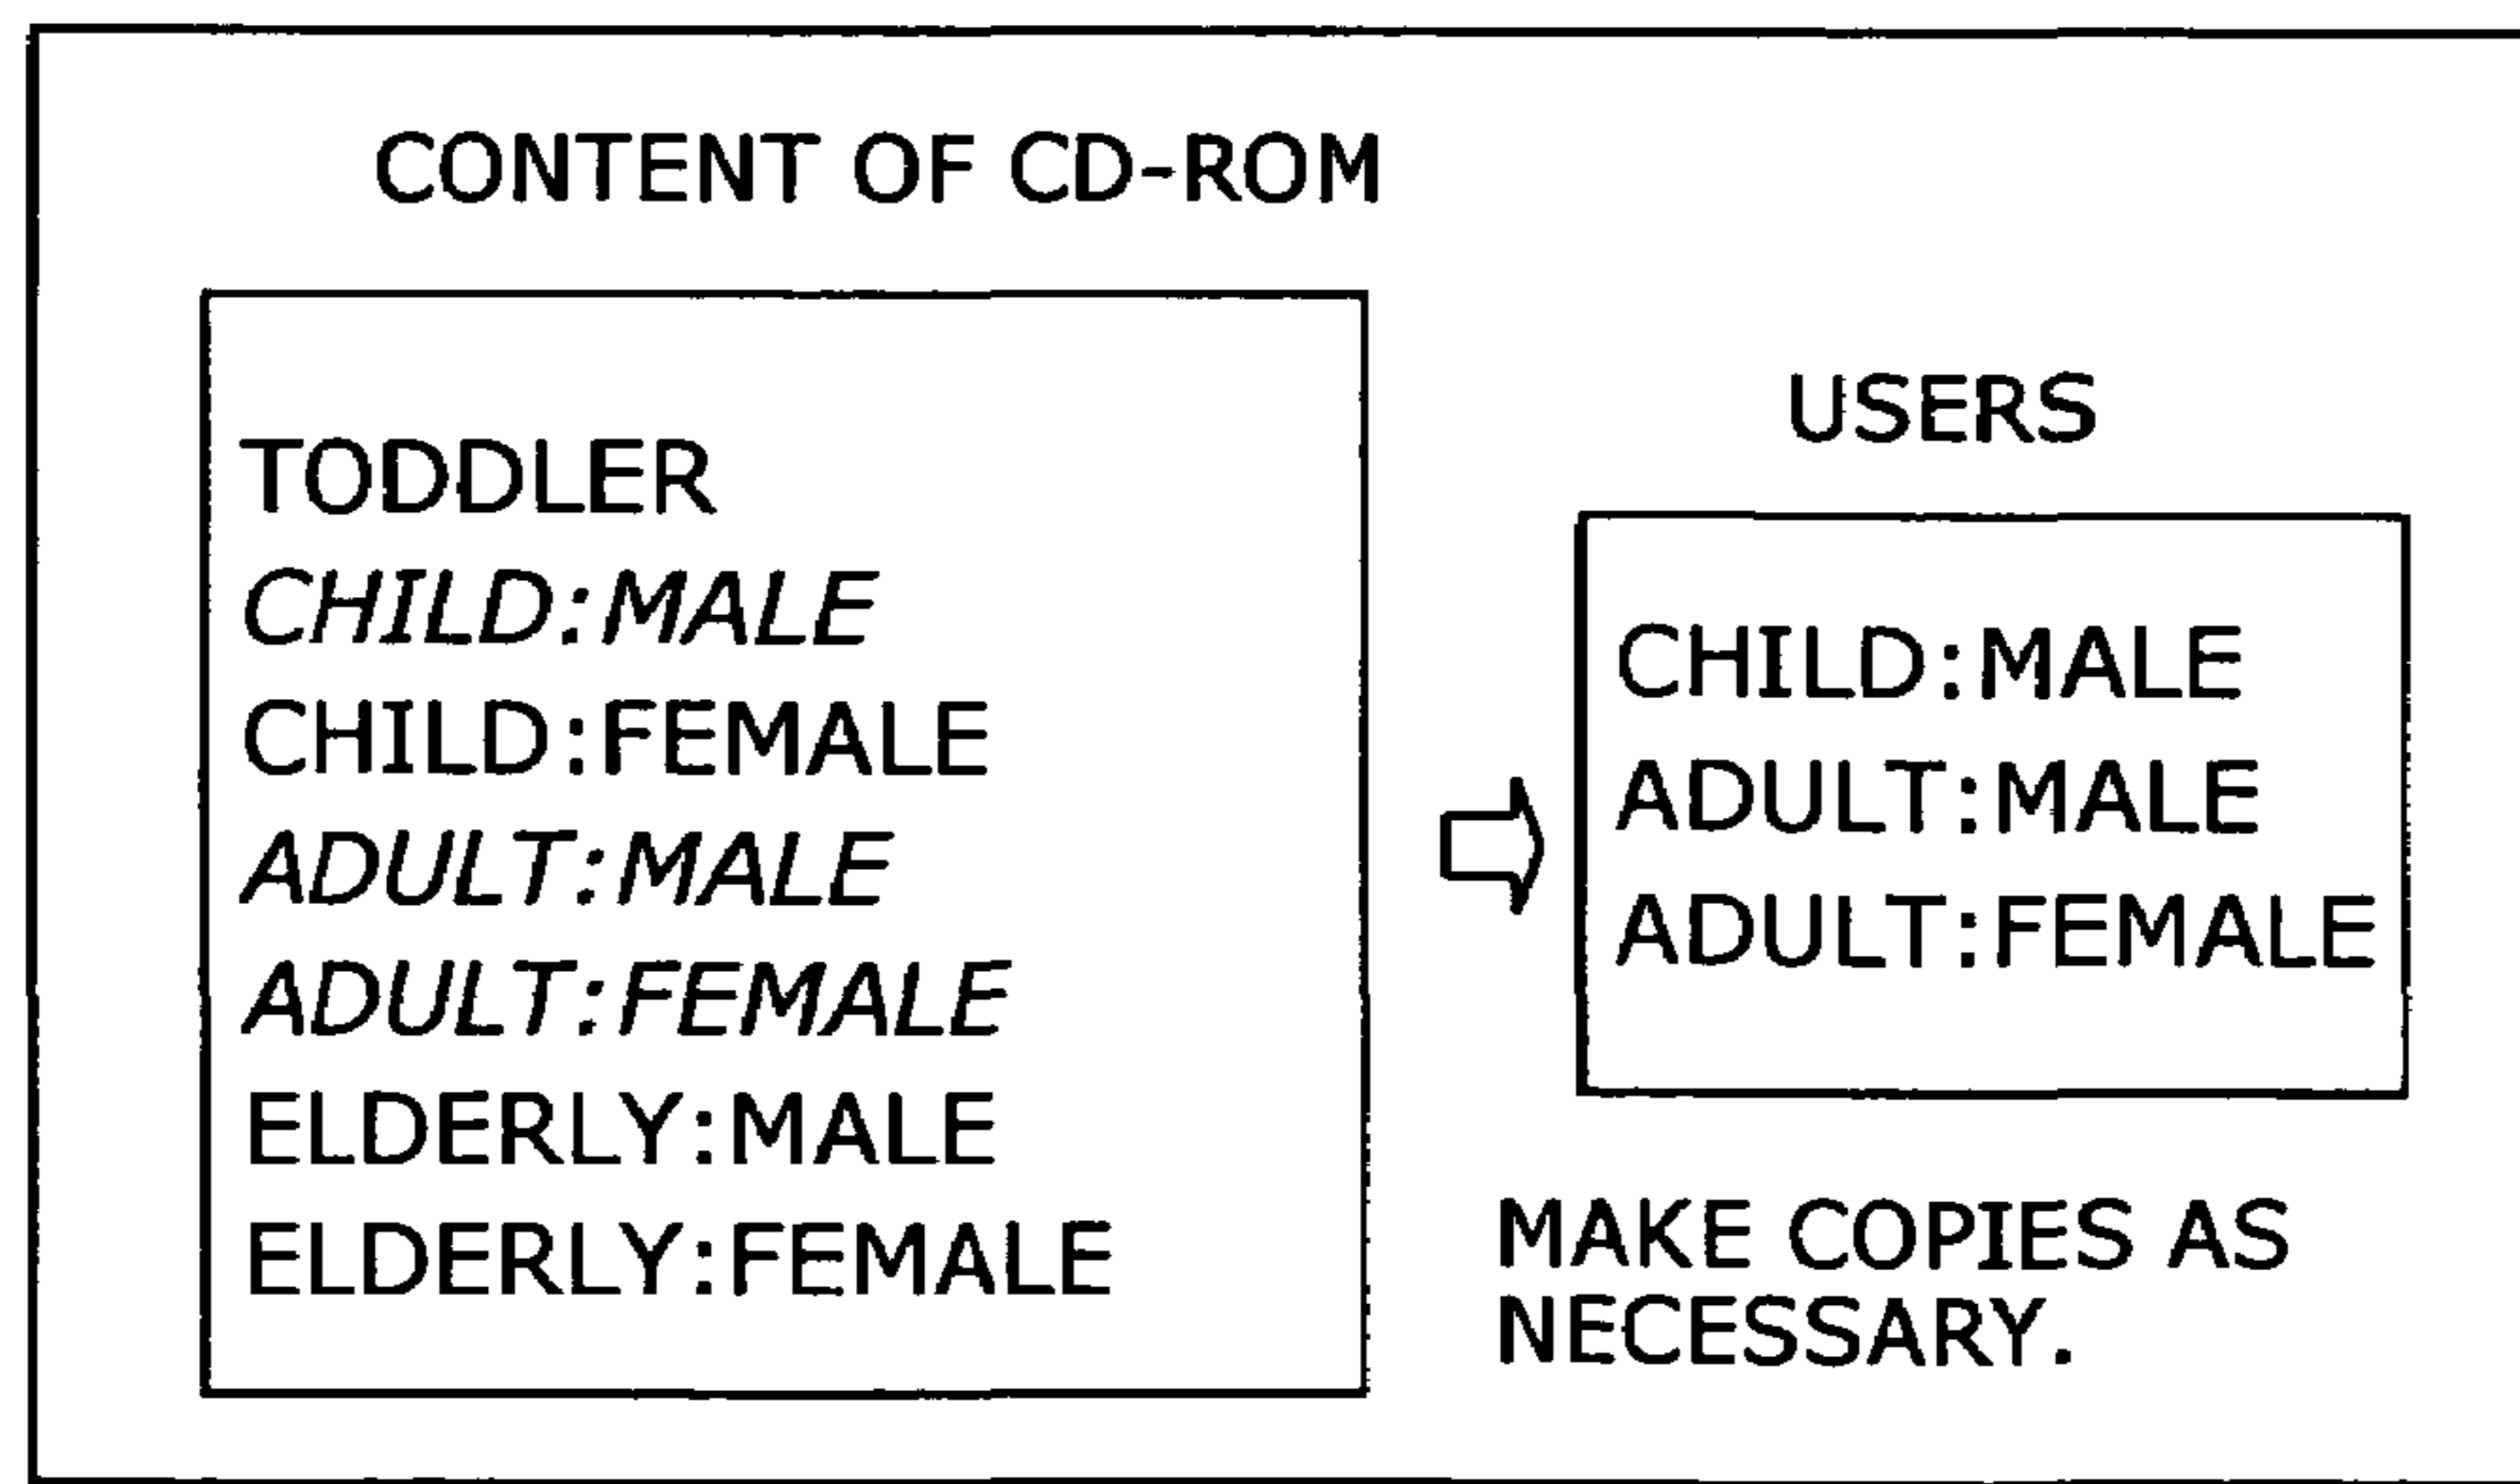 CONTENT OF CD-ROM
TODDLER
CHILD:MALE
CHILD:FEMALE
ADULT:MALE
ADULT:FEMALE
ELDERLY:MALE
ELDERLY:FEMALE
USERS
CHILD:MALE
ADULT:MALE
ADULT:FEMALE
MAKE COPIES AS
NECESSARY.